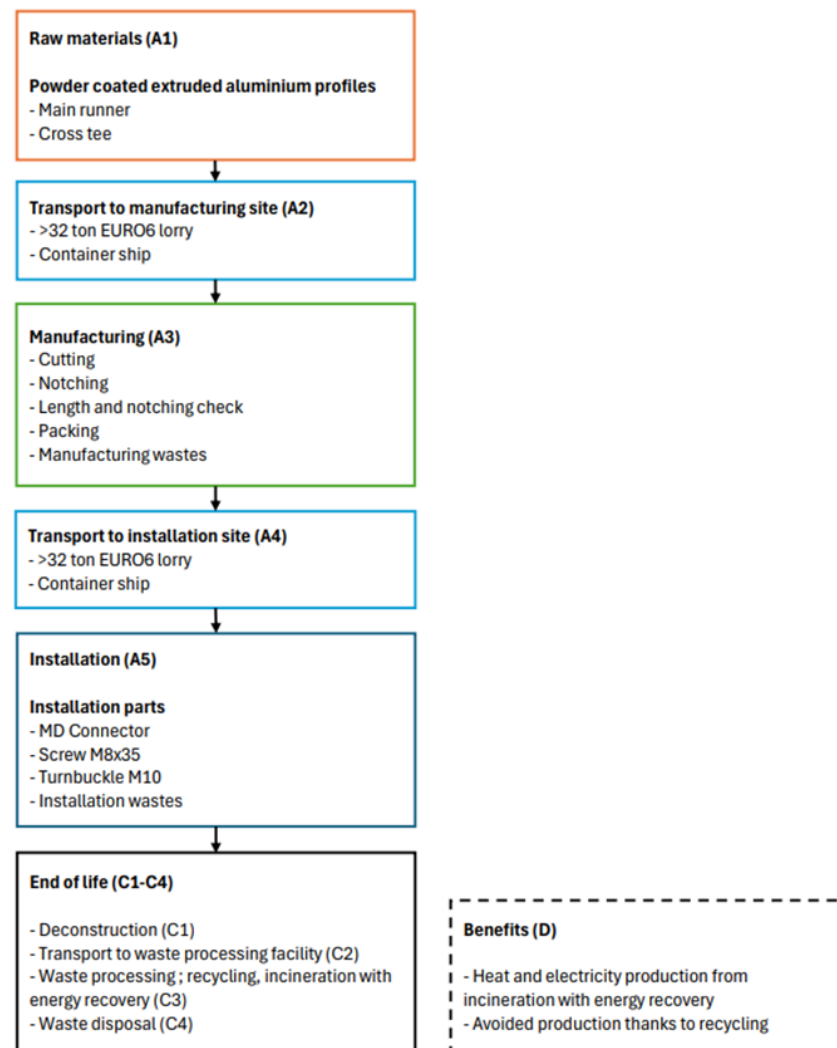 Raw materials (A1)
Powder coated extruded aluminium profiles
- Main runner
- Cross tee
Transport to manufacturing site (A2)
- >32 ton EURO6 lorry
- Container ship
Manufacturing (A3)
- Cutting
- Notching
- Length and notching check
- Packing
- Manufacturing wastes
Transport to installation site (A4)
- >32 ton EURO6 lorry
- Container ship
Installation (A5)
Installation parts
- MD Connector
- Screw M8x35
- Turnbuckle M10
- Installation wastes
End of life (C1-C4)
- Deconstruction (C1)
- Transport to waste processing facility (C2)
- Waste processing ; recycling, incineration with
energy recovery (C3)
- Waste disposal (C4)
Benefits (D)
- Heat and electricity production from
incineration with energy recovery
- Avoided production thanks to recycling